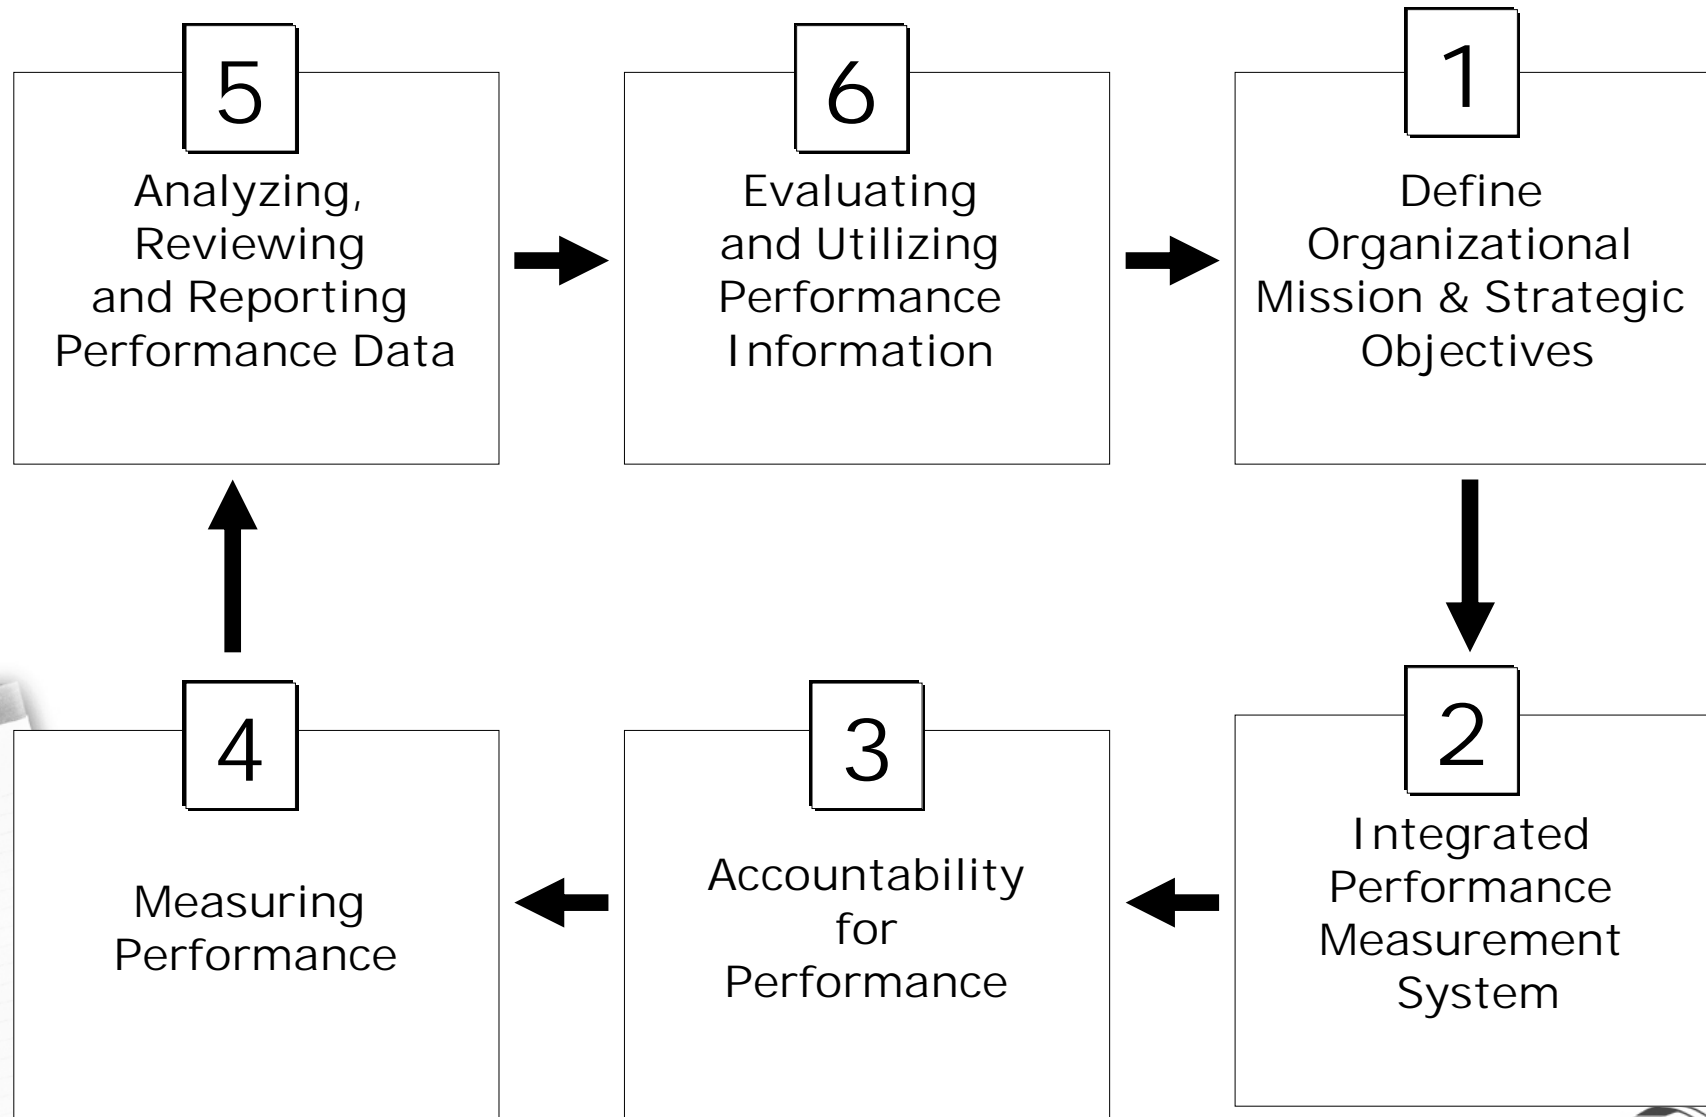 5
Analyzing,
Reviewing
and Reporting
Performance Data
6
Evaluating
and Utilizing
Performance
Information
1
Define
Organizational
Mission & Strategic
Objectives
4
Measuring
Performance
3
Accountability
for
Performance
2
Integrated
Performance
Measurement
System